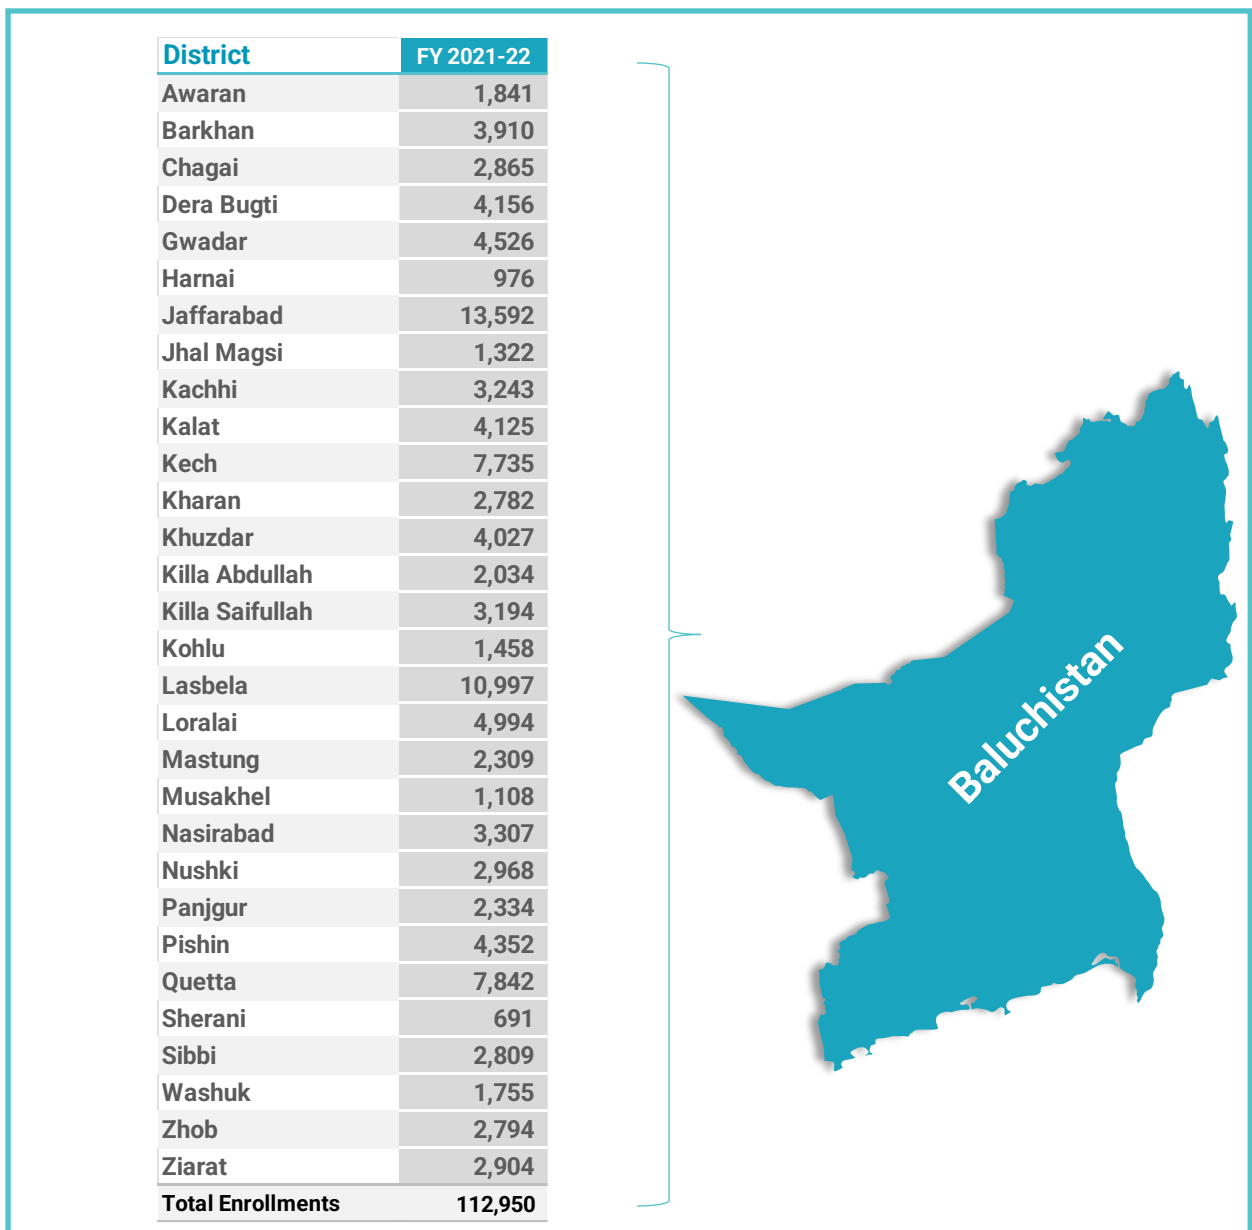 District FY 2021-22
Awaran 1,841
Barkhan 3,910
Chagai 2,865
Dera Bugti 4,156
Gwadar 4,526
Harnai 976
Jaffarabad 13,592
Jhal Magsi 1,322
Kachhi 3,243
Kalat 4,125
Kech 7,735
Kharan 2,782
Khuzdar 4,027
Killa Abdullah 2,034
Killa Saifullah 3,194
Kohlu 1,458
Lasbela 10,997
Loralai 4,994
Mastung 2,309
Musakhel 1,108
Nasirabad 3,307
Nushki 2,968
Panjgur 2,334
Pishin 4,352
Quetta 7,842
Sherani 691
Sibbi 2,809
Washuk 1,755
Zhob 2,794
Ziarat 2,904
Total Enrollments 112,950
Baluchistan